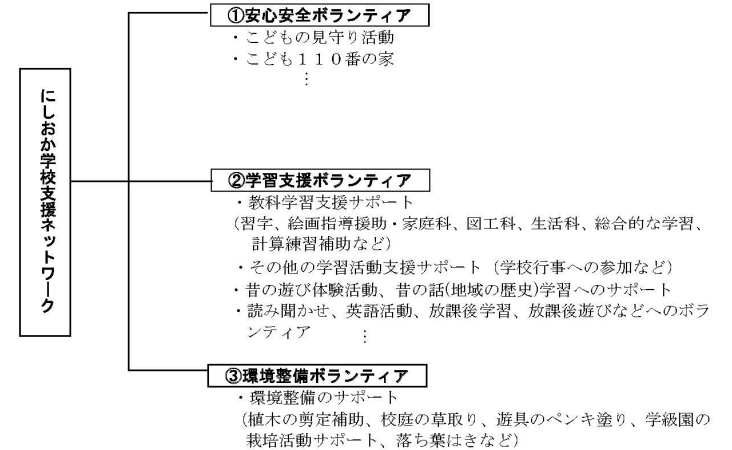 にしおか学校支援ネットワーク
①安心安全ボランティア
・こどもの見守り活動
・こども１１０番の家
⋮
②学習支援ボランティア
・教科学習支援サポート
(習字、絵画指導援助・家庭科、図工科、生活科、総合的な学習、
計算練習補助など)
・その他の学習活動支援サポート（学校行事への参加など）
・昔の遊び体験活動、昔の話(地域の歴史)学習へのサポート
・読み聞かせ、英語活動、放課後学習、放課後遊びなどへのボラ
ンティア　⋮
③環境整備ボランティア
・環境整備のサポート
(植木の剪定補助、校庭の草取り、遊具のペンキ塗り、学級園の
栽培活動サポート、落ち葉はきなど)